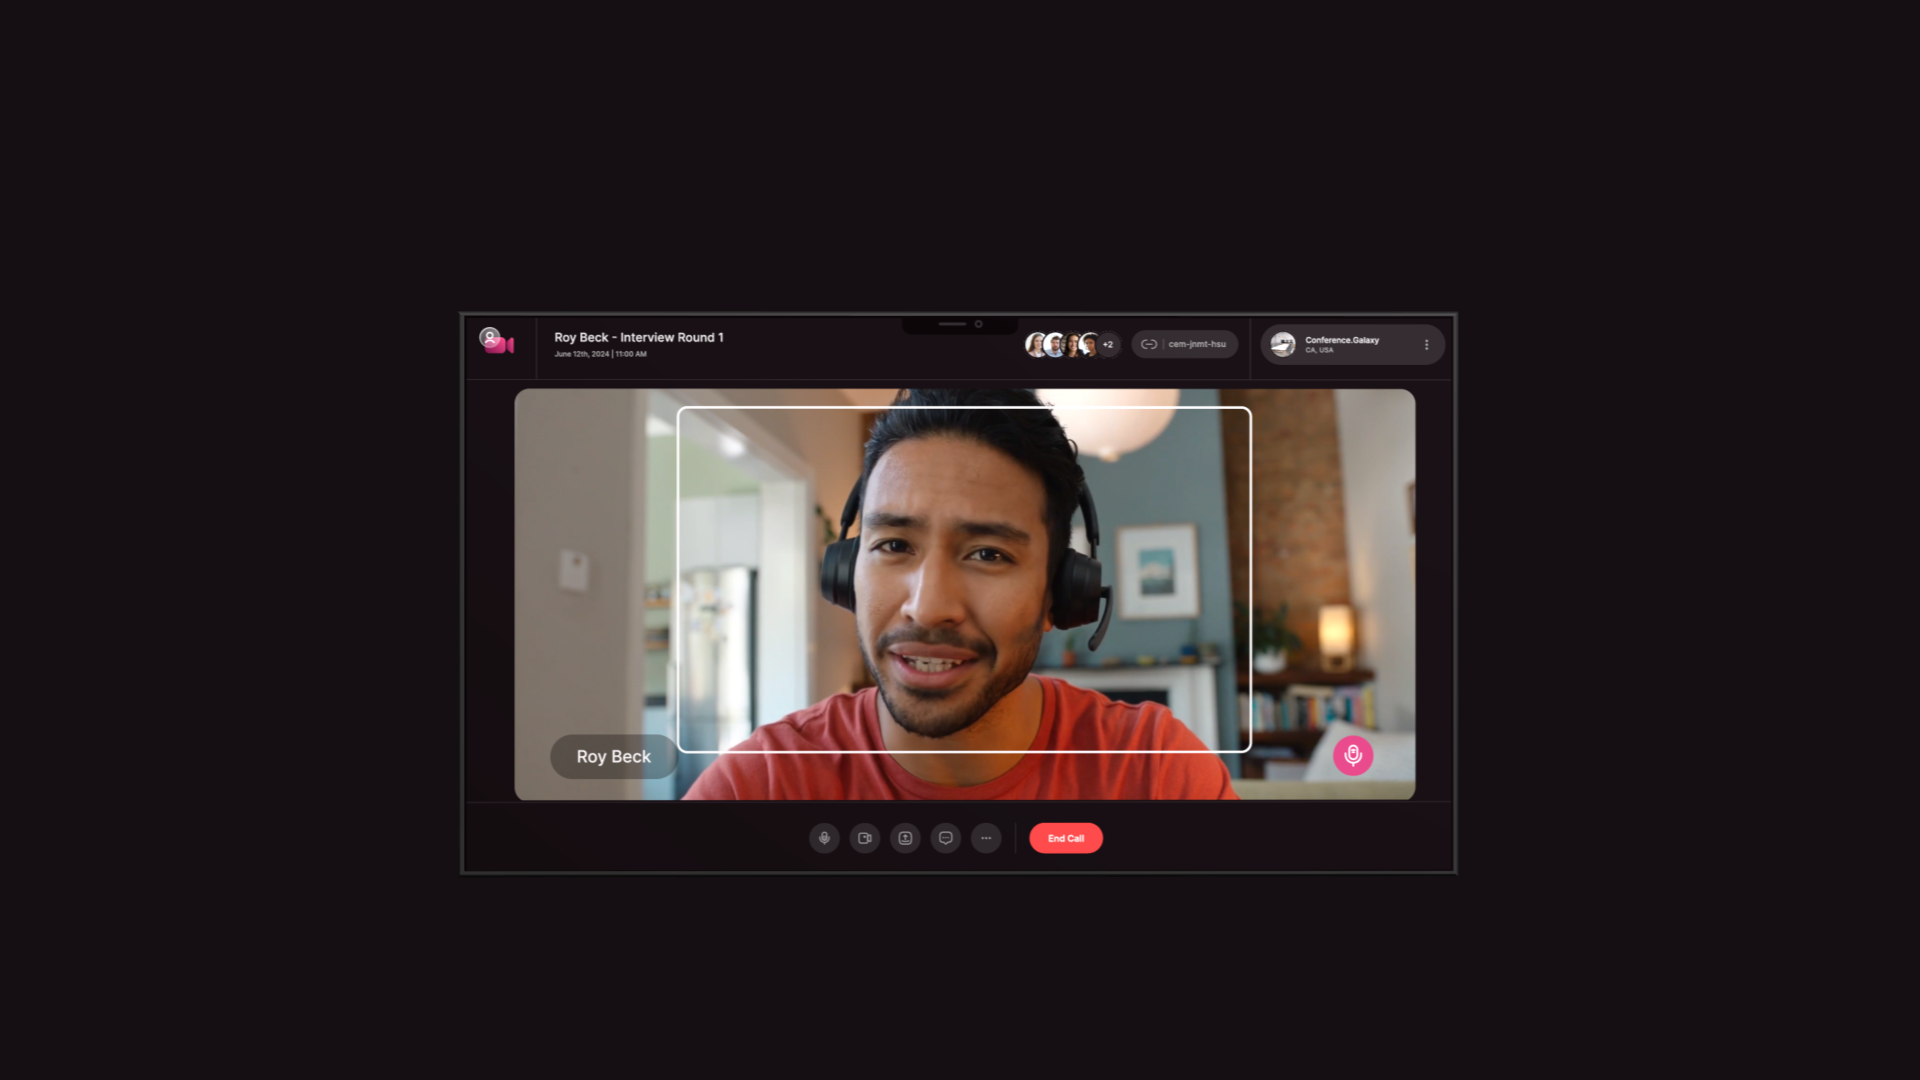 Roy Beck - Interview Round 1
June 12th, 2024 | 11:00 AM
+2
cem-jnmt-hsu
Conference.Galaxy
CA, USA
Roy Beck
End Call